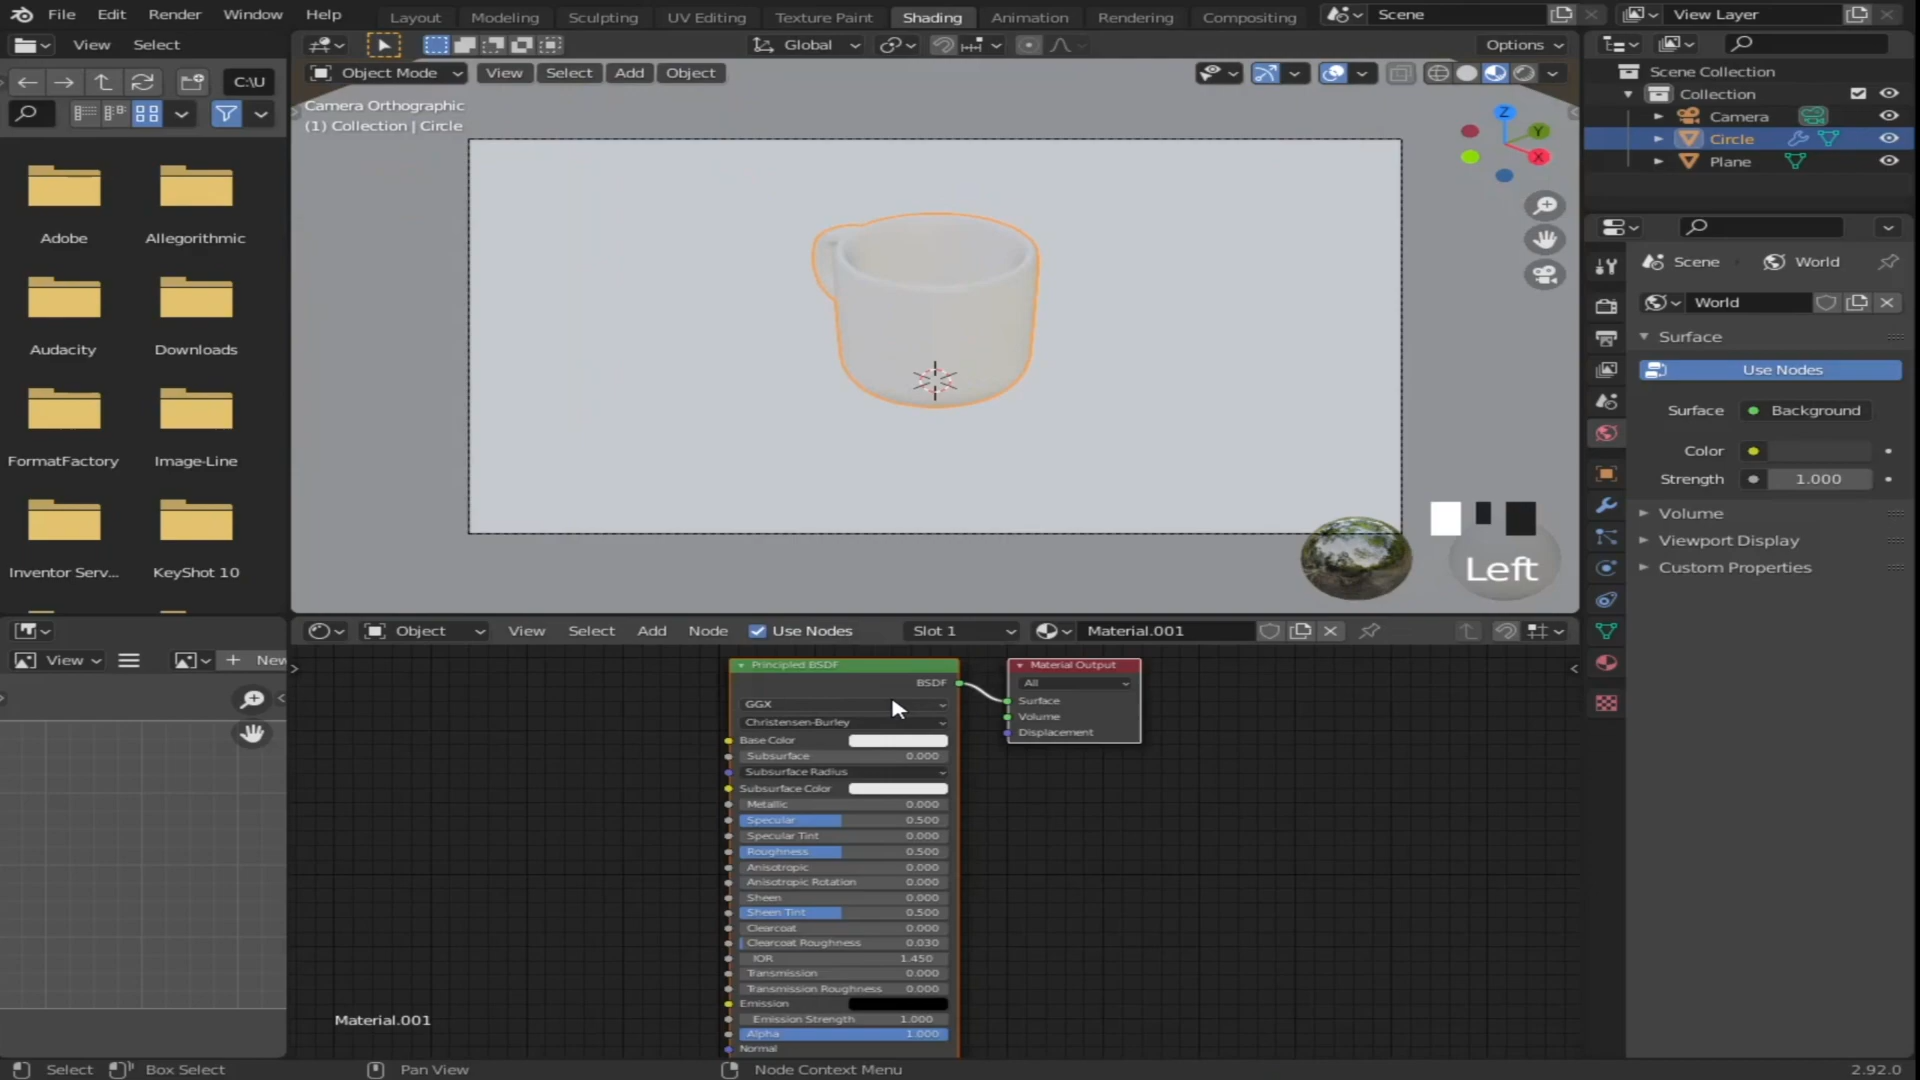 File Edit Render Window Help Layout Modeling Sculpting UV Editing Texture Paint Shading Animation Rendering Compositing Scene View Layer
View Select Global Options
C:\U Object Mode View Select Add Object
Camera Orthographic
(1) Collection | Circle
Z
Y
X
Scene Collection
Collection
Camera
Circle
Plane
Adobe Allegorithmic
Audacity Downloads
FormatFactory Image-Line
Inventor Serv... KeyShot 10
Left
Scene World
World
Surface
Use Nodes
Surface Background
Color
Strength 1.000
Volume
Viewport Display
Custom Properties
Object View Select Add Node Use Nodes Slot 1 Material.001
View New
Principled BSDF
BSDF
GGX
Christensen-Burley
Base Color
Subsurface 0.000
Subsurface Radius
Subsurface Color
Metallic 0.000
Specular 0.500
Specular Tint 0.000
Roughness 0.500
Anisotropic 0.000
Anisotropic Rotation 0.000
Sheen 0.000
Sheen Tint 0.500
Clearcoat 0.000
Clearcoat Roughness 0.030
IOR 1.450
Transmission 0.000
Transmission Roughness 0.000
Emission
Emission Strength 1.000
Alpha 1.000
Normal
Material Output
All
Surface
Volume
Displacement
Material.001
Select Box Select Pan View Node Context Menu 2.92.0